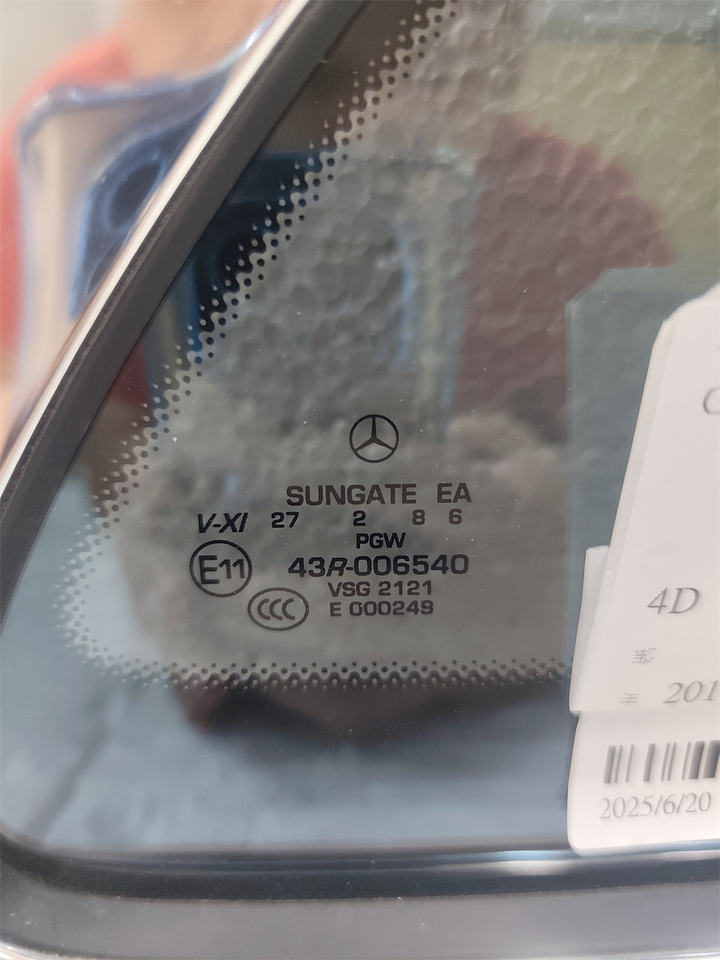 SUNGATE EA
V-XI 27 2 8 6
PGW
E11 43R-006540
VSG 2121
CCC E 000249
4D
201
2025/6/20